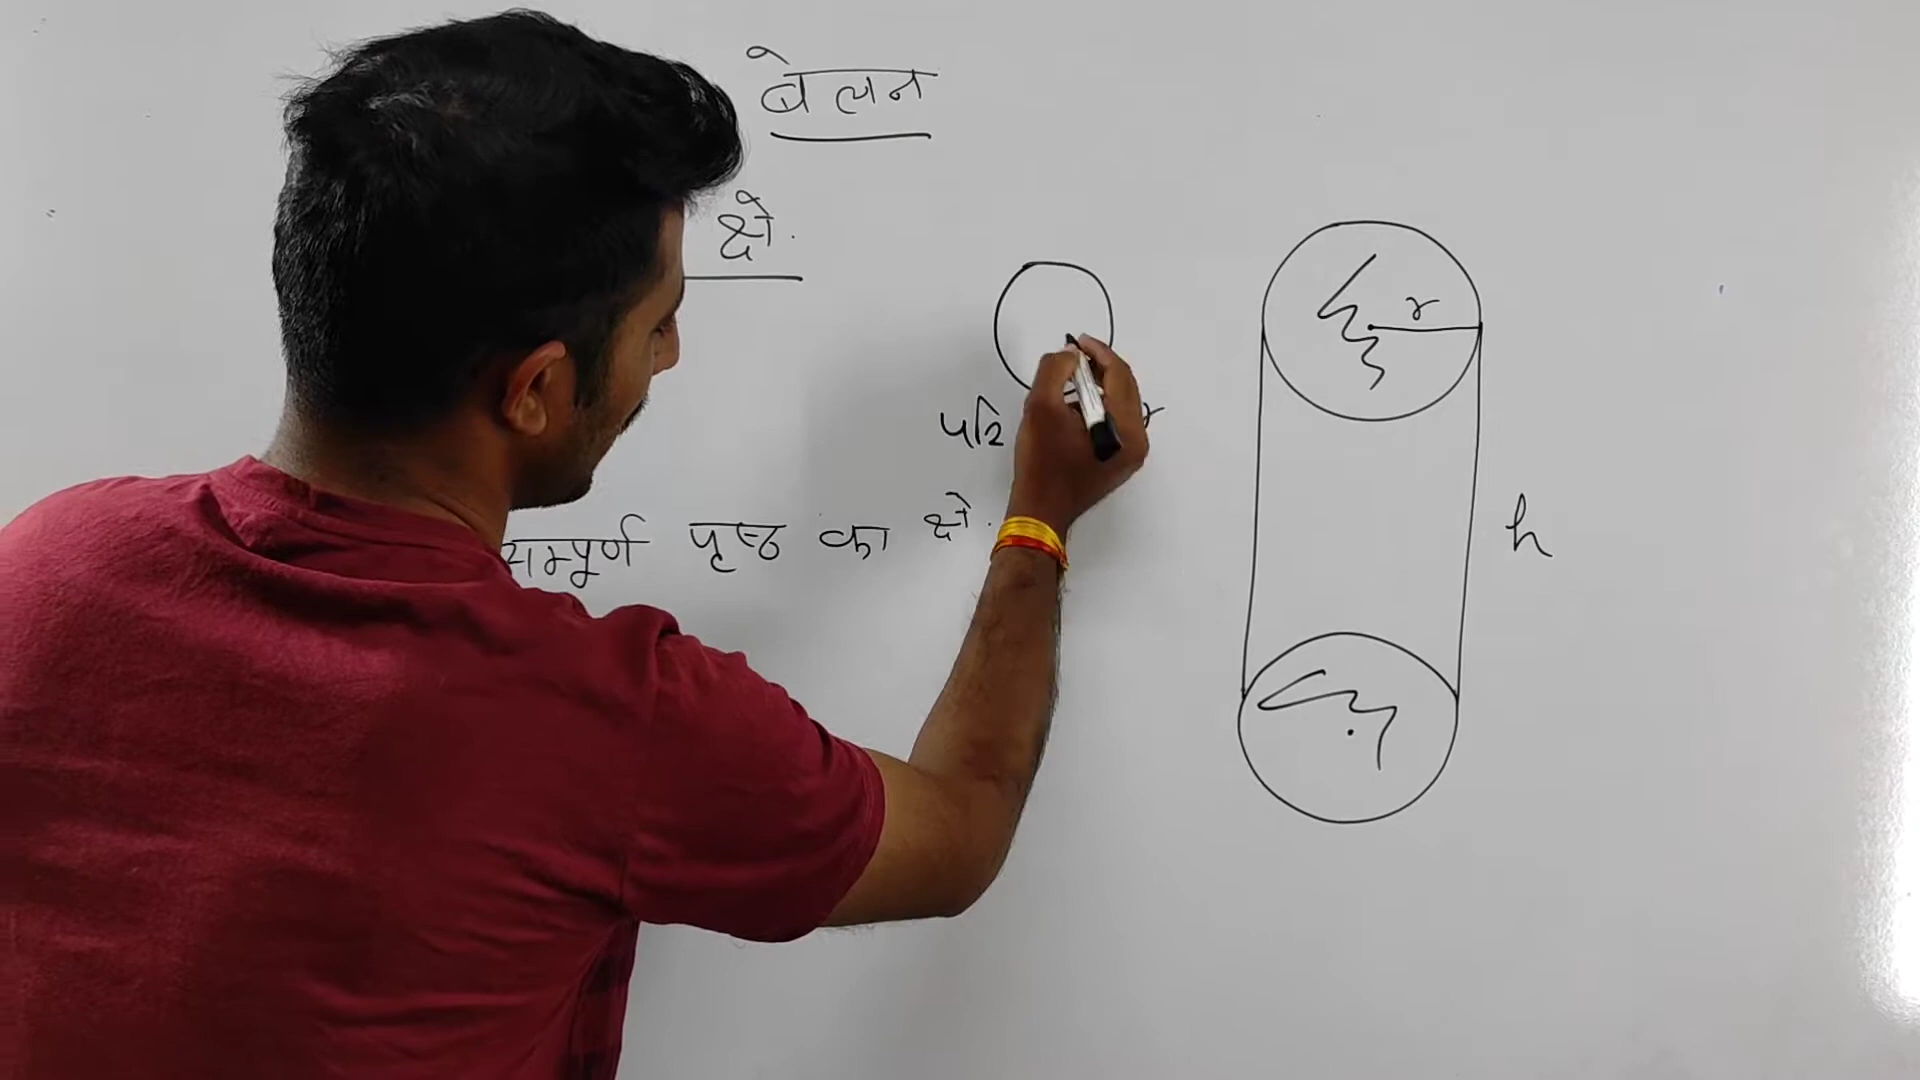 बेलन
क्षे.
r
परि
सम्पूर्ण पृष्ठ का क्षे.
h